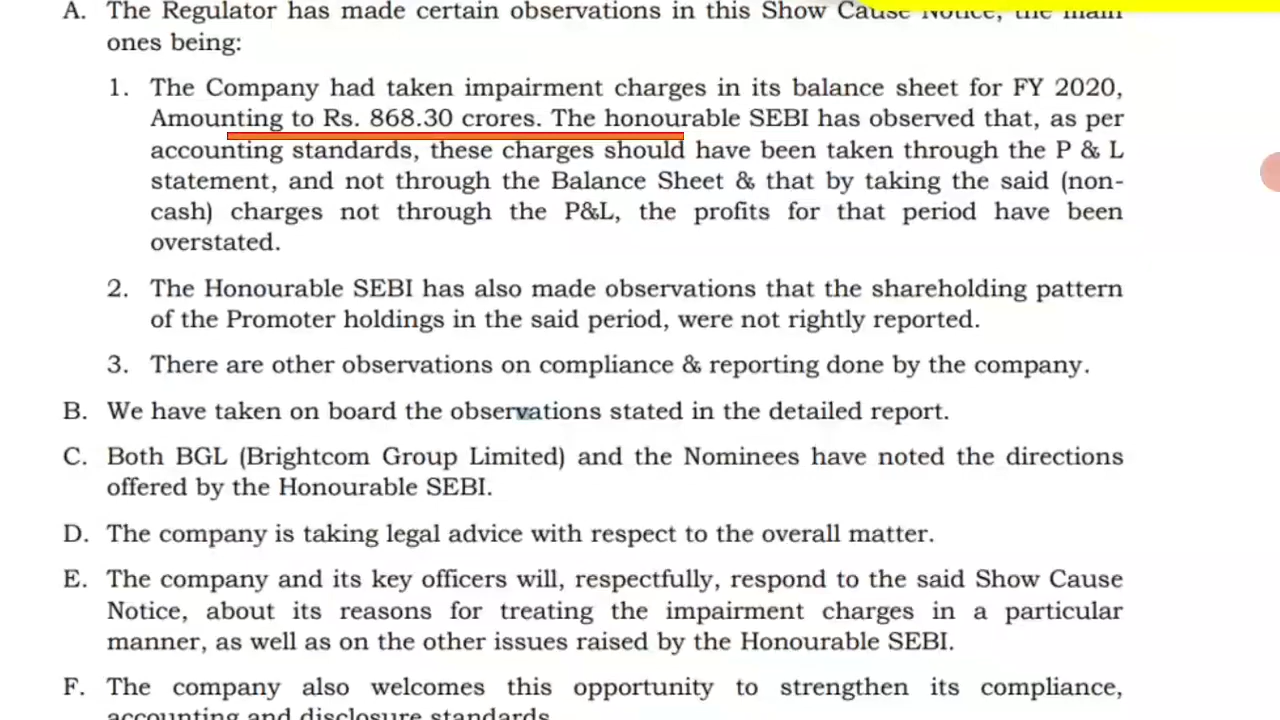 A. The Regulator has made certain observations in this Show Cause Notice, the main
ones being:
1. The Company had taken impairment charges in its balance sheet for FY 2020,
Amounting to Rs. 868.30 crores. The honourable SEBI has observed that, as per
accounting standards, these charges should have been taken through the P & L
statement, and not through the Balance Sheet & that by taking the said (non-
cash) charges not through the P&L, the profits for that period have been
overstated.
2. The Honourable SEBI has also made observations that the shareholding pattern
of the Promoter holdings in the said period, were not rightly reported.
3. There are other observations on compliance & reporting done by the company.
B. We have taken on board the observations stated in the detailed report.
C. Both BGL (Brightcom Group Limited) and the Nominees have noted the directions
offered by the Honourable SEBI.
D. The company is taking legal advice with respect to the overall matter.
E. The company and its key officers will, respectfully, respond to the said Show Cause
Notice, about its reasons for treating the impairment charges in a particular
manner, as well as on the other issues raised by the Honourable SEBI.
F. The company also welcomes this opportunity to strengthen its compliance,
accounting and disclosure standards.